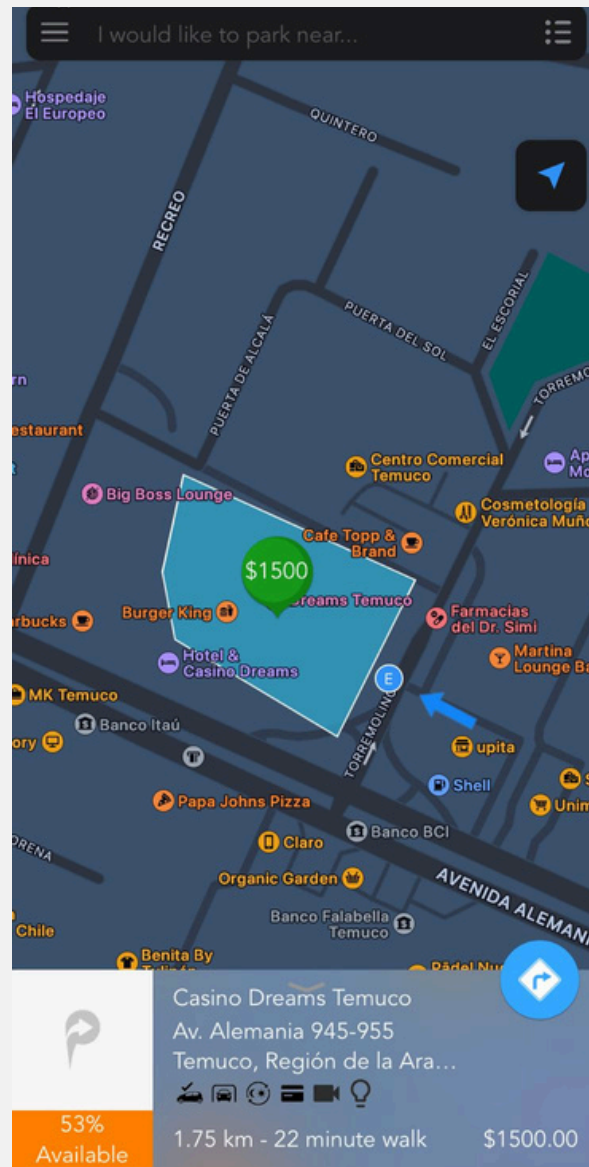 I would like to park near...
Hospedaje
El Europeo
QUINTERO
RECREO
EL ESCORIAL
PUERTA DEL SOL
PUERTA DE ALCALÁ
TORREMO
rn
estaurant
Centro Comercial
Temuco
Ap
Mo
Big Boss Lounge
Cosmetología
Verónica Muño
Cafe Topp &
Brand
ínica
$1500
Dreams Temuco
rbucks
Burger King
Farmacias
del Dr. Simi
Hotel &
Casino Dreams
Martina
Lounge Ba
E
MK Temuco
TORREMOLINO
Banco Itaú
ory
upita
Shell
S
Unim
Papa Johns Pizza
Banco BCI
Claro
ORENA
Organic Garden
AVENIDA ALEMANI
Banco Falabella
Temuco
Chile
Benita By
Casino Dreams Temuco
Av. Alemania 945-955
Temuco, Región de la Ara...
53%
Available
1.75 km - 22 minute walk
$1500.00